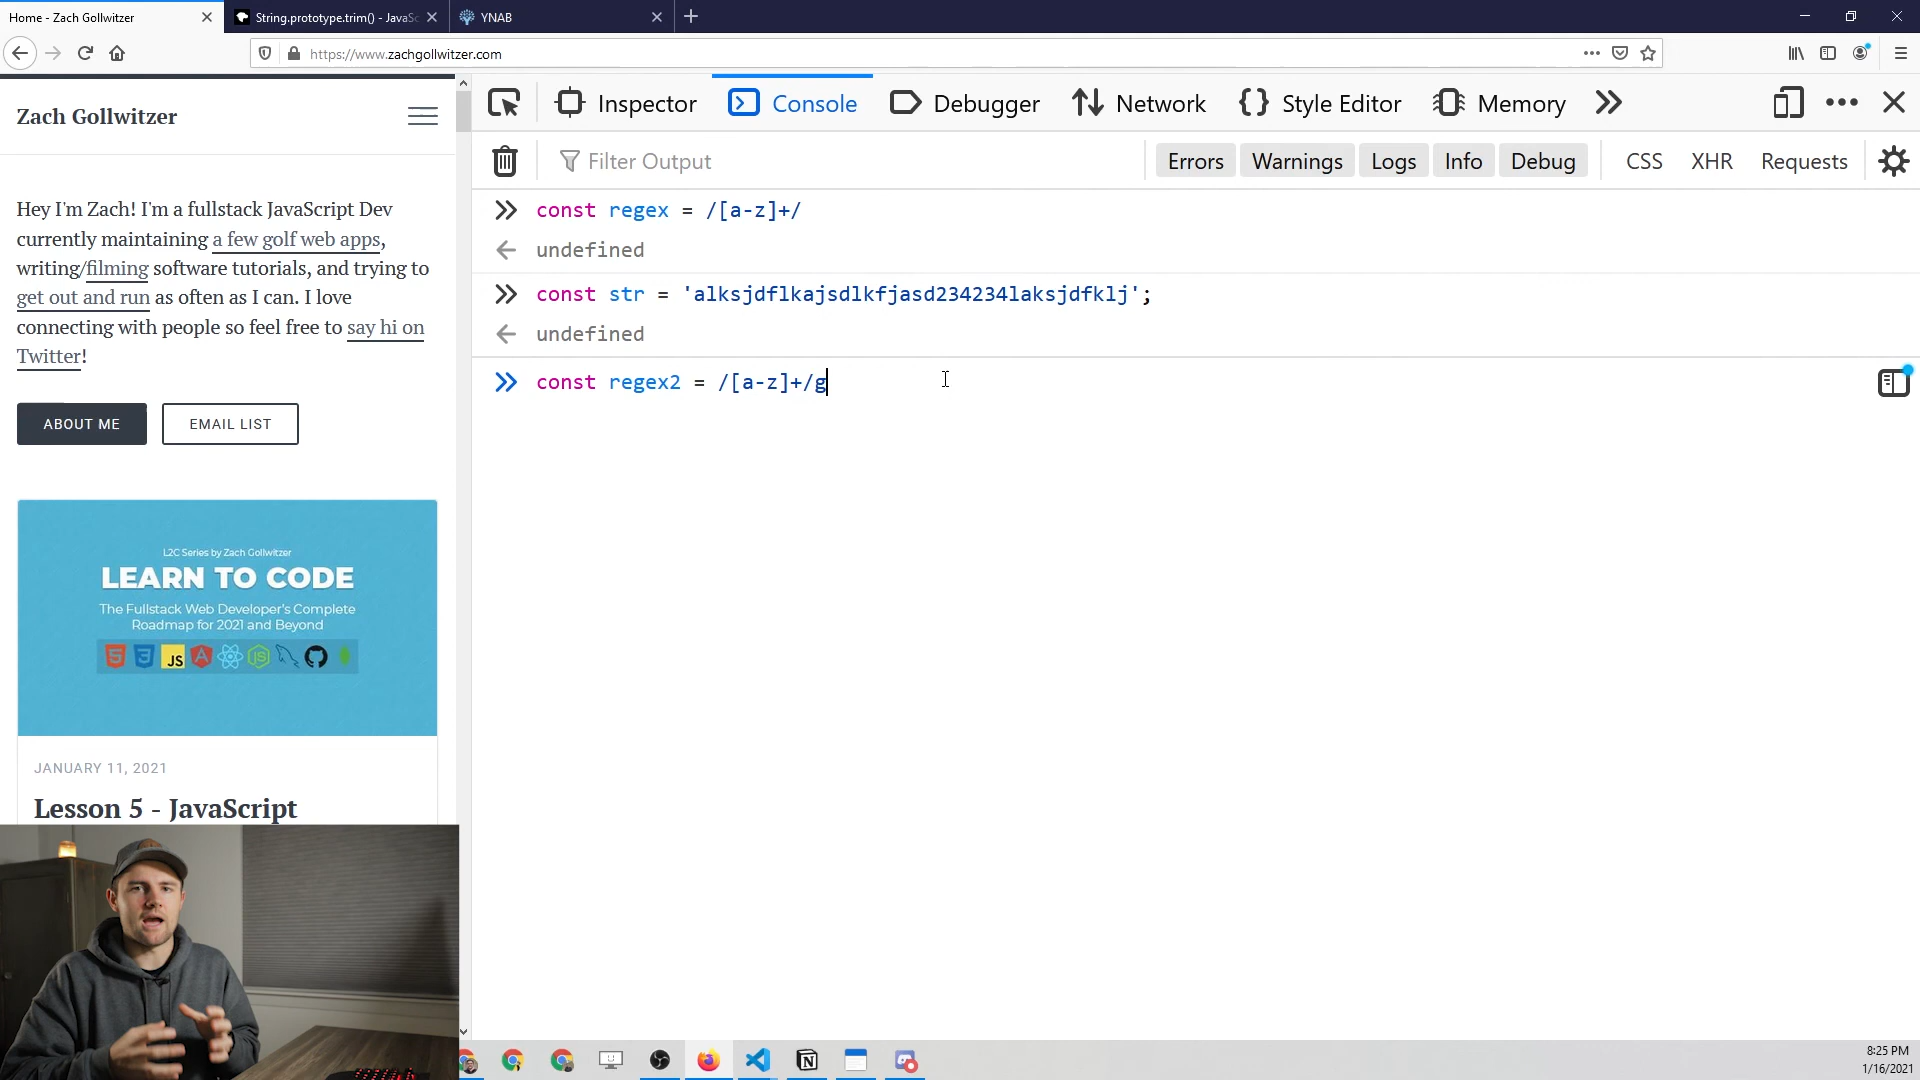 Home - Zach Gollwitzer
String.prototype.trim() - JavaSc
YNAB
https://www.zachgollwitzer.com
Zach Gollwitzer
Hey I'm Zach! I'm a fullstack JavaScript Dev
currently maintaining a few golf web apps,
writing/filming software tutorials, and trying to
get out and run as often as I can. I love
connecting with people so feel free to say hi on
Twitter!
ABOUT ME
EMAIL LIST
L2C Series by Zach Gollwitzer
LEARN TO CODE
The Fullstack Web Developer's Complete
Roadmap for 2021 and Beyond
JS
JANUARY 11, 2021
Lesson 5 - JavaScript
Inspector
Console
Debugger
Network
Style Editor
Memory
Filter Output
Errors
Warnings
Logs
Info
Debug
CSS
XHR
Requests
const regex = /[a-z]+/
undefined
const str = 'alksjdflkajsdlkfjasd234234laksjdfklj';
undefined
const regex2 = /[a-z]+/g
8:25 PM
1/16/2021